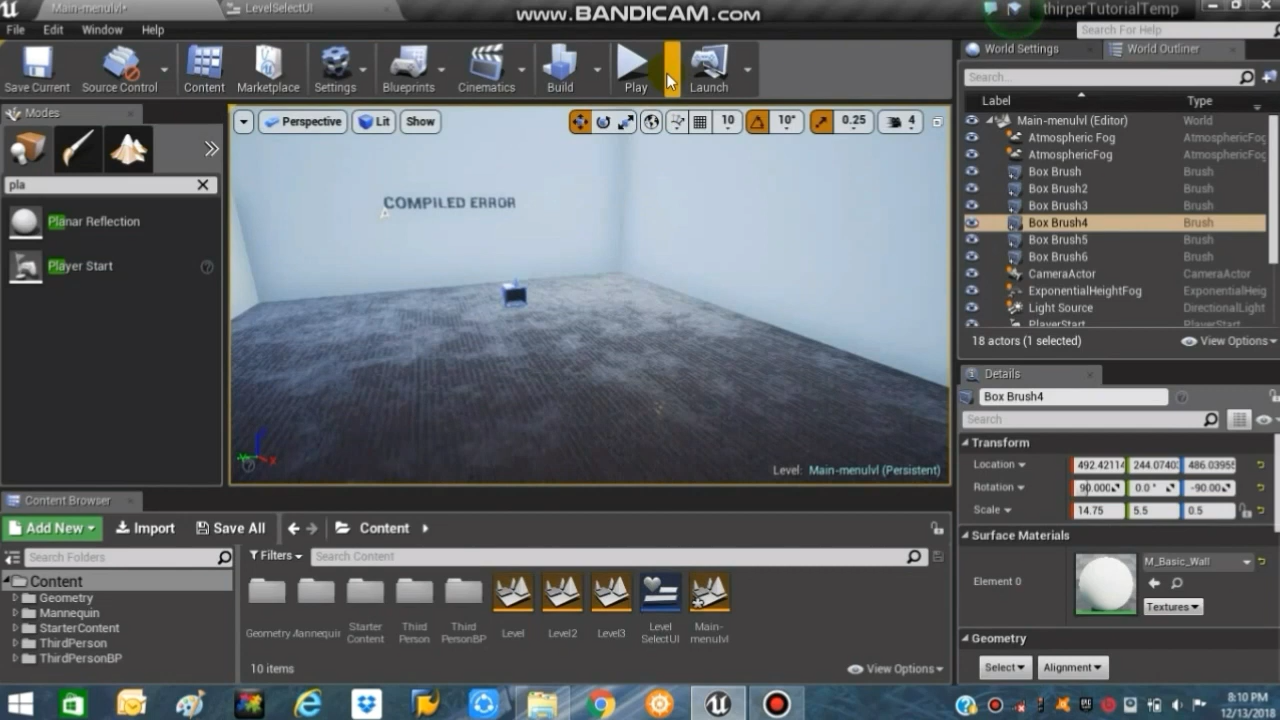 Main-menulvl•
LevelSelectUI
www.BANDICAM.com
thirperTutorialTemp
File
Edit
Window
Help
Search For Help
Save Current
Source Control
Content
Marketplace
Settings
Blueprints
Cinematics
Build
Play
Launch
World Settings
World Outliner
Search...
Label
Type
Main-menulvl (Editor)
World
Atmospheric Fog
AtmosphericFog
AtmosphericFog
AtmosphericFog
Box Brush
Brush
Box Brush2
Brush
Box Brush3
Brush
Box Brush4
Brush
Box Brush5
Brush
Box Brush6
Brush
CameraActor
CameraActor
ExponentialHeightFog
ExponentialHeig
Light Source
DirectionalLight
PlayerStart
PlayerStart
18 actors (1 selected)
View Options
Modes
pla
Planar Reflection
Player Start
Perspective
Lit
Show
10
10°
0.25
4
COMPILED ERROR
X
Level: Main-menulvl (Persistent)
Details
Box Brush4
Search
Transform
Location
492.42114
244.07403
486.03955
Rotation
90.000
0.0 °
-90.00
Scale
14.75
5.5
0.5
Surface Materials
Element 0
M_Basic_Wall
Textures
Geometry
Select
Alignment
Content Browser
Add New
Import
Save All
Content
Search Folders
Filters
Search Content
Content
Geometry
Mannequin
StarterContent
ThirdPerson
ThirdPersonBP
Geometry
Mannequin
Starter
Content
Third
Person
Third
PersonBP
Level
Level2
Level3
Level
SelectUI
Main-
menulvl
10 items
View Options
8:10 PM
12/13/2018